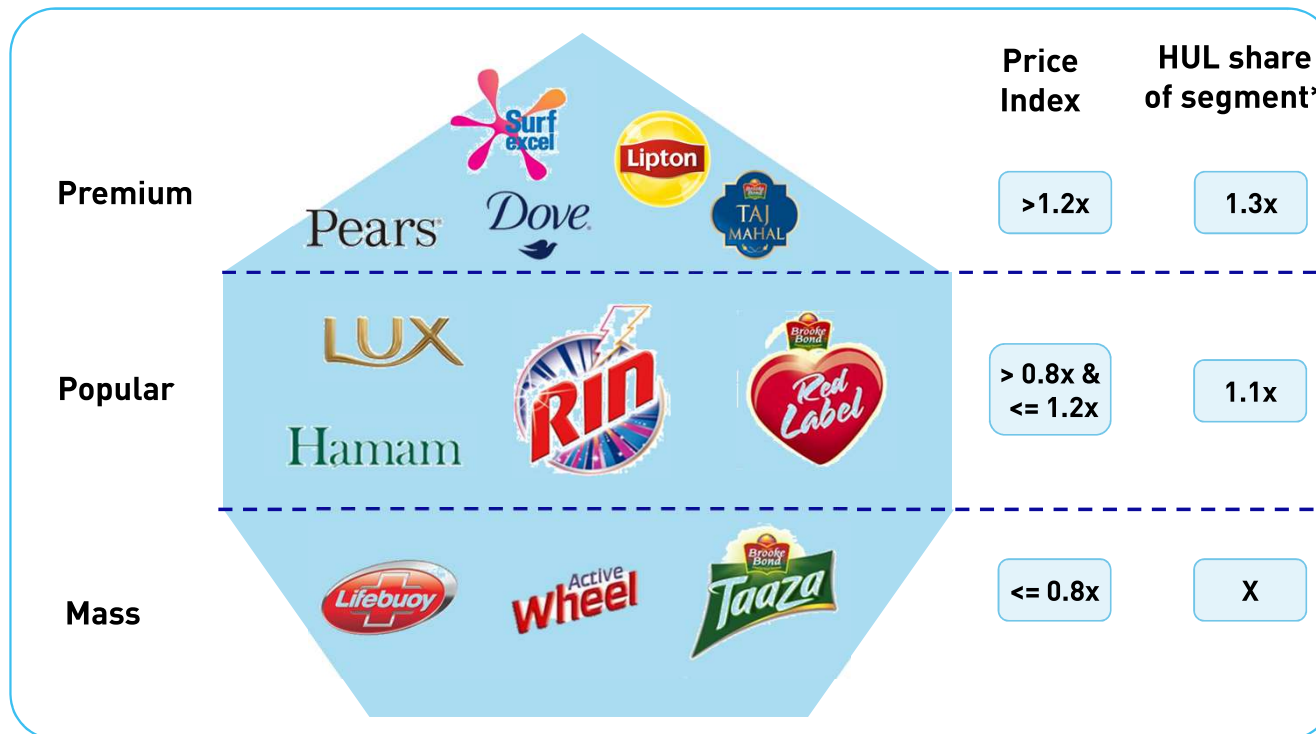 Price
Index
HUL share
of segment*
Premium
Surf
excel
Lipton
Pears
Dove
TAJ
MAHAL
>1.2x
1.3x
Popular
LUX
RIN
Brooke
Bond
Red
Label
Hamam
> 0.8x &
<= 1.2x
1.1x
Mass
Lifebuoy
Active
Wheel
Brooke
Bond
Taaza
<= 0.8x
X